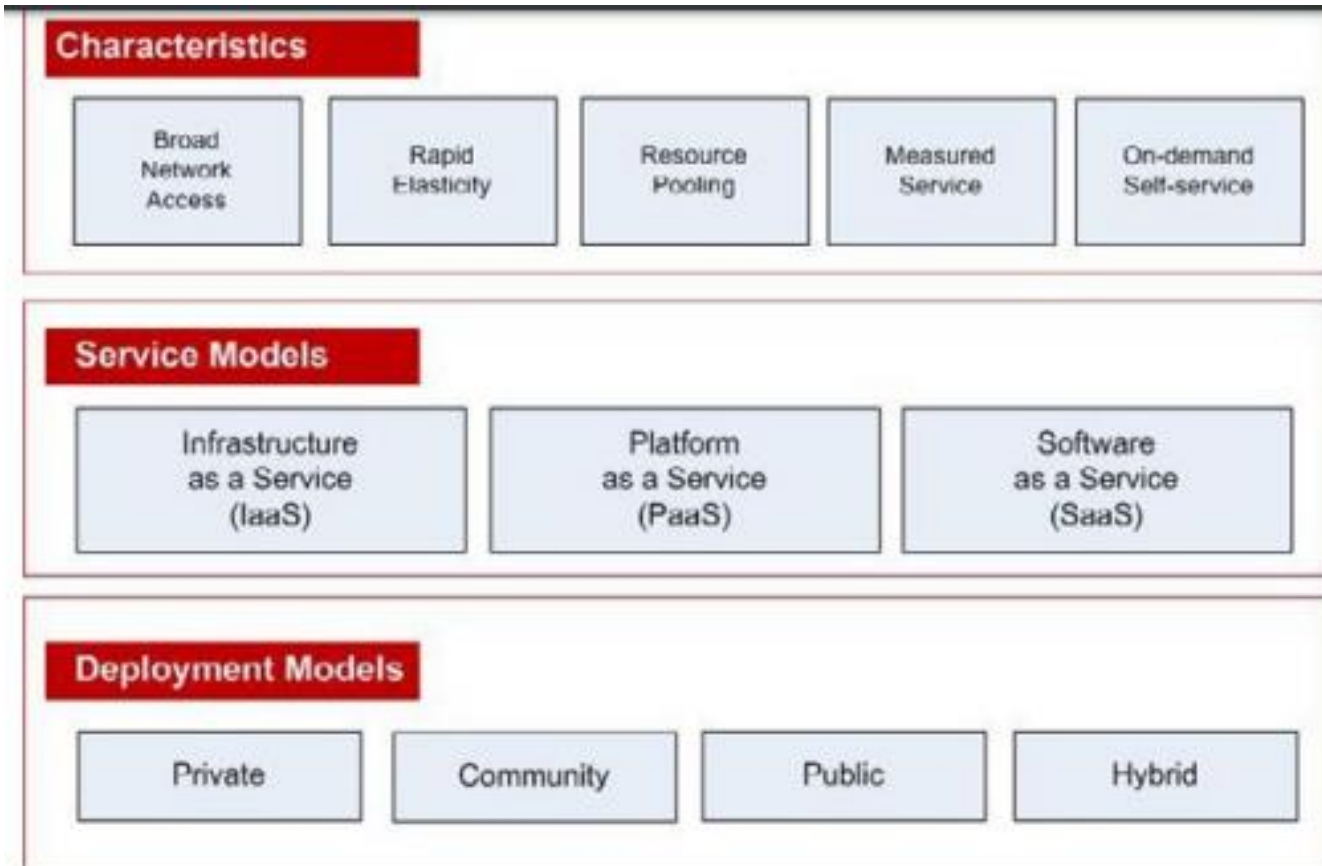 Characteristics
Broad
Network
Access
Rapid
Elasticity
Resource
Pooling
Measured
Service
On-demand
Self-service
Service Models
Infrastructure
as a Service
(IaaS)
Platform
as a Service
(PaaS)
Software
as a Service
(SaaS)
Deployment Models
Private
Community
Public
Hybrid